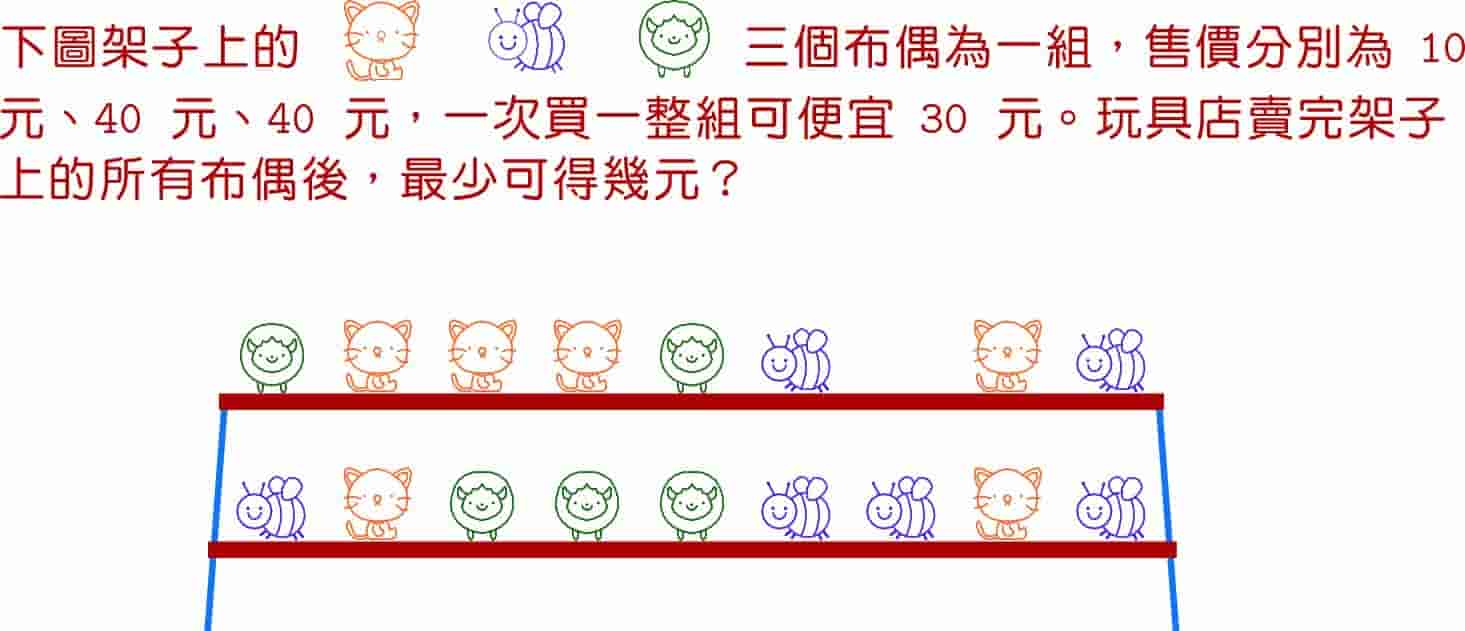 下圖架子上的 三個布偶為一組，售價分別為 10
元、40 元、40 元，一次買一整組可便宜 30 元。玩具店賣完架子
上的所有布偶後，最少可得幾元？